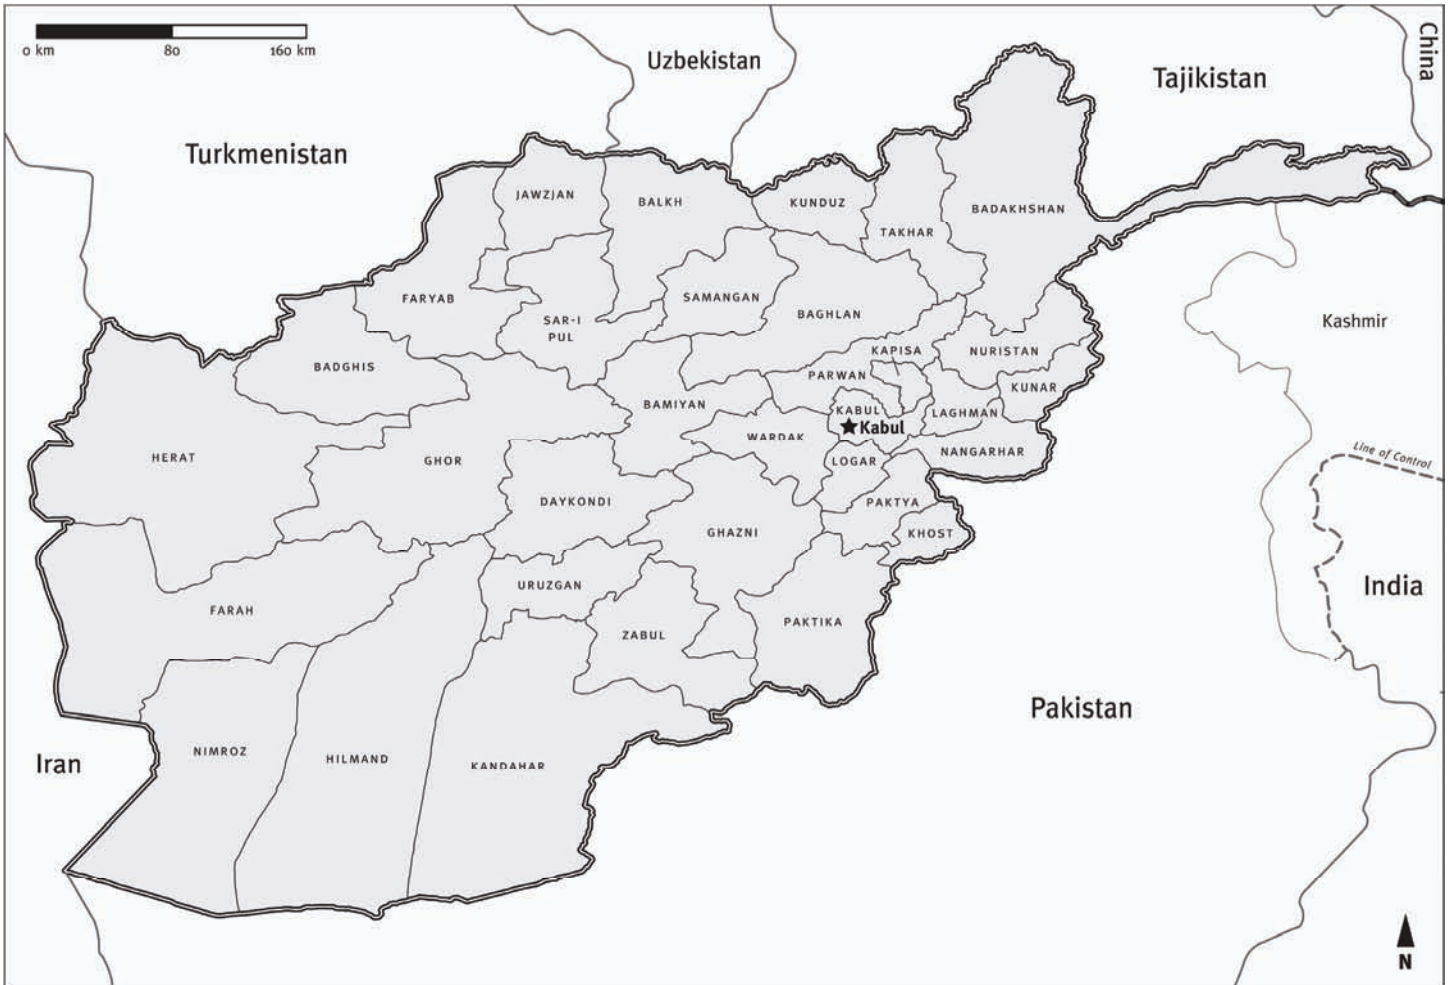 0 km 80 160 km
Uzbekistan
Tajikistan
China
Turkmenistan
JAWZJAN
BALKH
KUNDUZ
TAKHAR
BADAKHSHAN
FARYAB
SAR-I
PUL
SAMANGAN
BAGHLAN
Kashmir
BADGHIS
KAPISA
NURISTAN
PARWAN
KUNAR
BAMIYAN
KABUL
LAGHMAN
Kabul
WARDAK
HERAT
GHOR
LOGAR
NANGARHAR
Line of Control
DAYKONDI
PAKTYA
GHAZNI
KHOST
URUZGAN
India
FARAH
ZABUL
PAKTIKA
Pakistan
Iran
NIMROZ
HILMAND
KANDAHAR
N